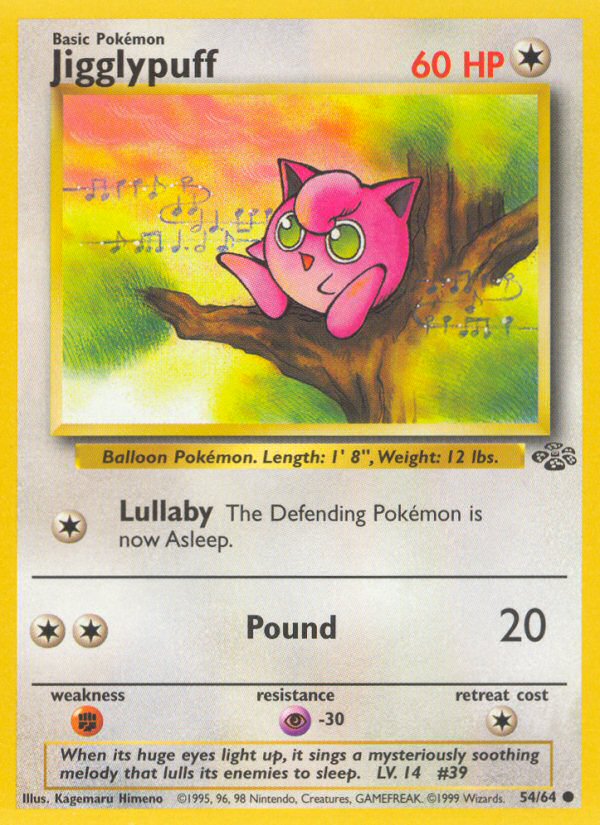 Basic Pokémon
Jigglypuff
60 HP
Balloon Pokémon. Length: 1' 8", Weight: 12 lbs.
Lullaby The Defending Pokémon is
now Asleep.
Pound 20
weakness resistance retreat cost
-30
When its huge eyes light up, it sings a mysteriously soothing
melody that lulls its enemies to sleep. LV. 14 #39
Illus. Kagemaru Himeno ©1995, 96, 98 Nintendo, Creatures, GAMEFREAK. ©1999 Wizards. 54/64